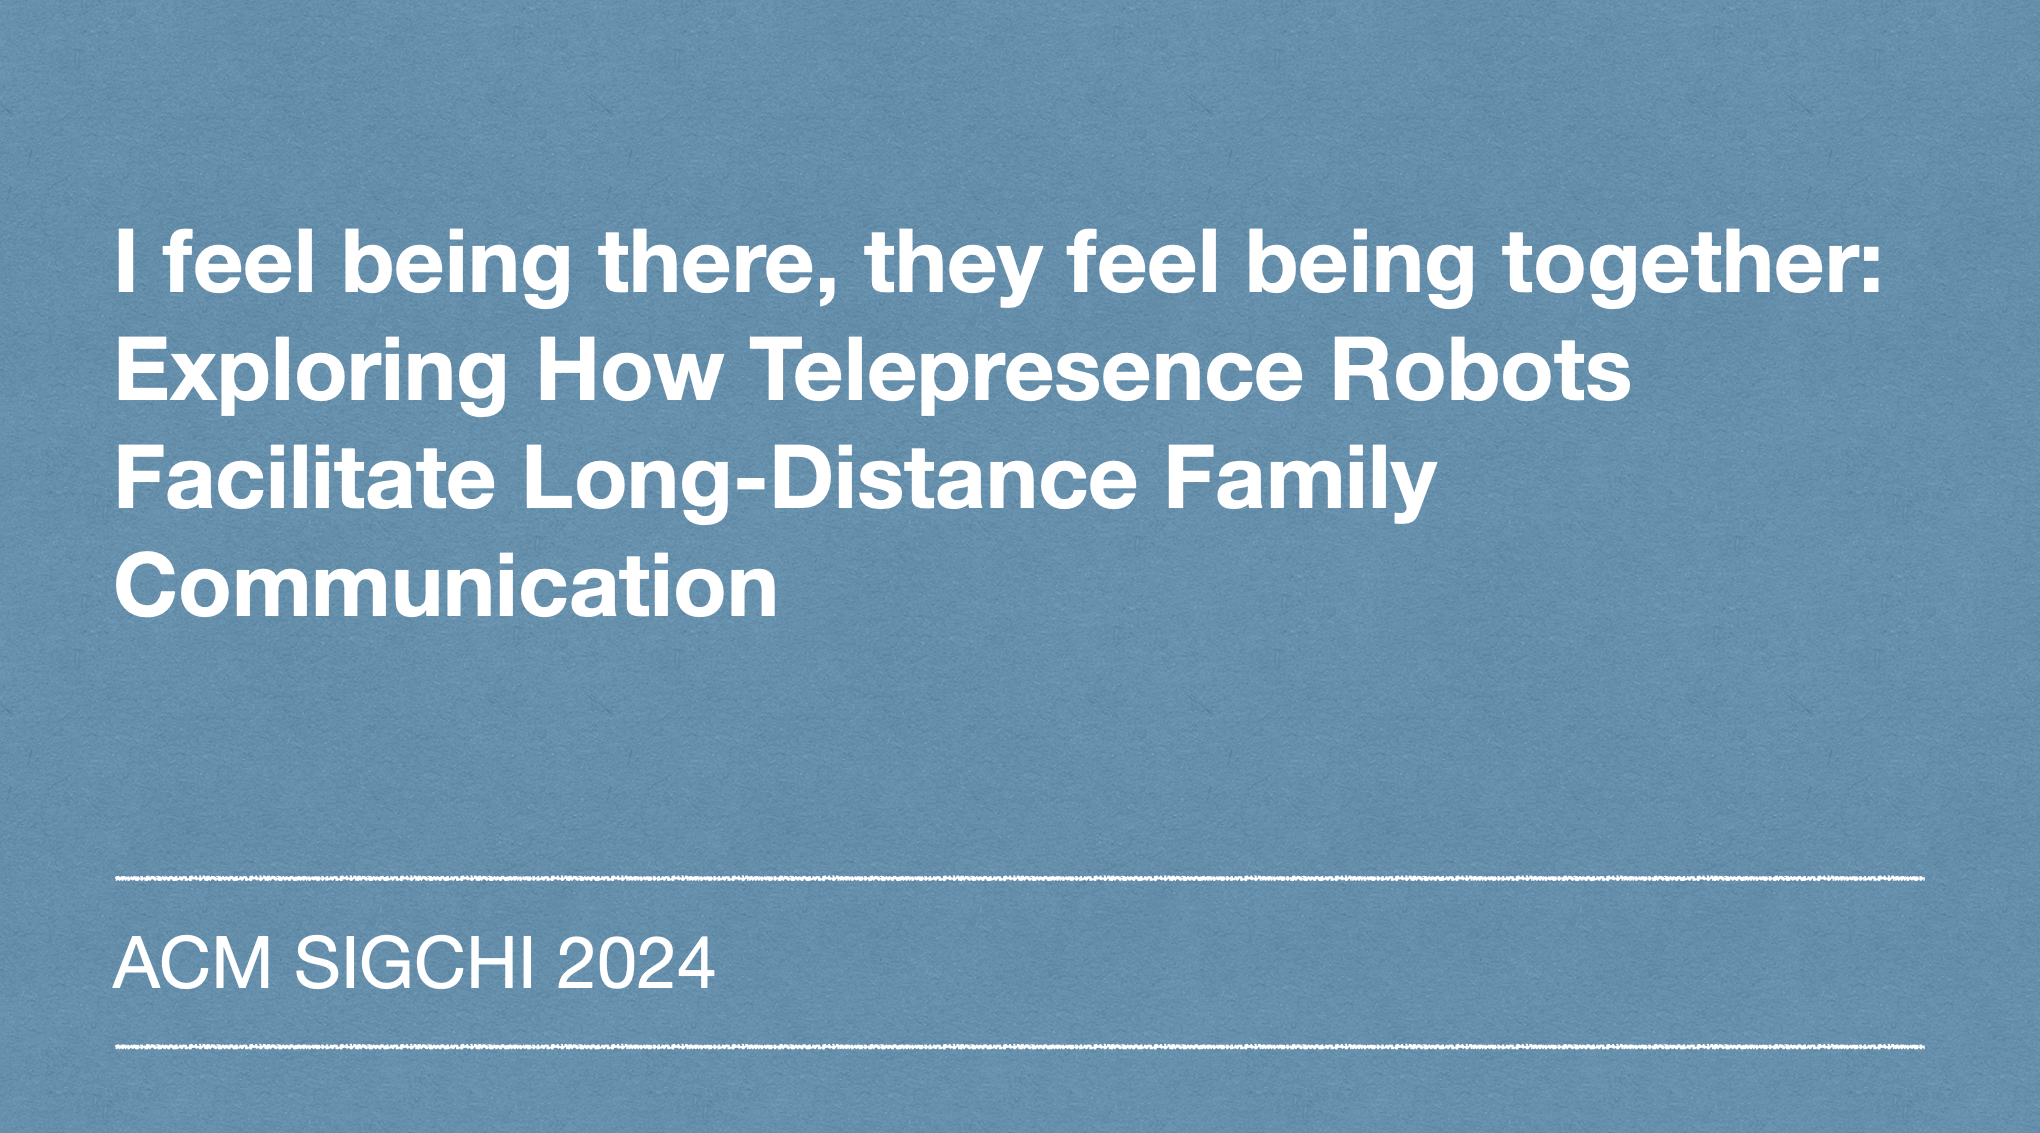 I feel being there, they feel being together:
Exploring How Telepresence Robots
Facilitate Long-Distance Family
Communication
ACM SIGCHI 2024